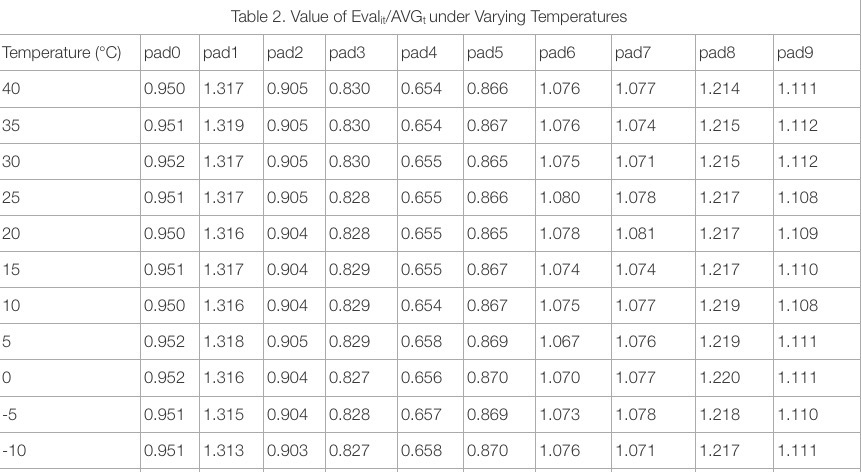 Table 2. Value of Evalᵢₜ/AVGₜ under Varying Temperatures
Temperature (°C) pad0 pad1 pad2 pad3 pad4 pad5 pad6 pad7 pad8 pad9
40 0.950 1.317 0.905 0.830 0.654 0.866 1.076 1.077 1.214 1.111
35 0.951 1.319 0.905 0.830 0.654 0.867 1.076 1.074 1.215 1.112
30 0.952 1.317 0.905 0.830 0.655 0.865 1.075 1.071 1.215 1.112
25 0.951 1.317 0.905 0.828 0.655 0.866 1.080 1.078 1.217 1.108
20 0.950 1.316 0.904 0.828 0.655 0.865 1.078 1.081 1.217 1.109
15 0.951 1.317 0.904 0.829 0.655 0.867 1.074 1.074 1.217 1.110
10 0.950 1.316 0.904 0.829 0.654 0.867 1.075 1.077 1.219 1.108
5 0.952 1.318 0.905 0.829 0.658 0.869 1.067 1.076 1.219 1.111
0 0.952 1.316 0.904 0.827 0.656 0.870 1.070 1.077 1.220 1.111
-5 0.951 1.315 0.904 0.828 0.657 0.869 1.073 1.078 1.218 1.110
-10 0.951 1.313 0.903 0.827 0.658 0.870 1.076 1.071 1.217 1.111